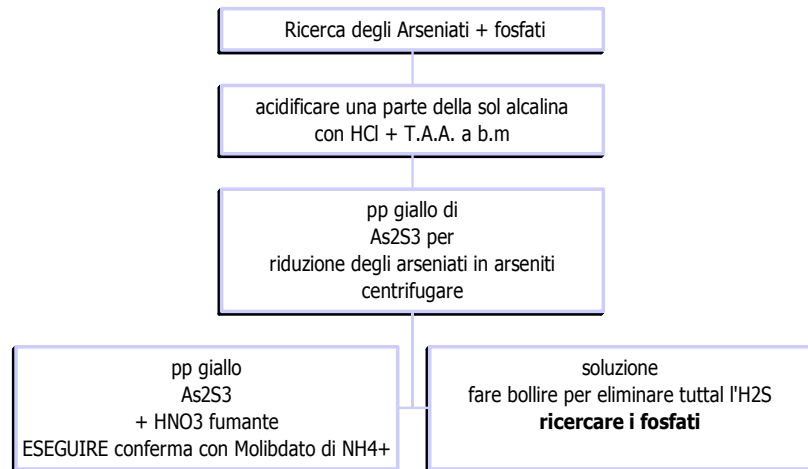 Ricerca degli Arseniati + fosfati
acidificare una parte della sol alcalina
con HCl + T.A.A. a b.m
pp giallo di
As2S3 per
riduzione degli arseniati in arseniti
centrifugare
pp giallo
As2S3
+ HNO3 fumante
ESEGUIRE conferma con Molibdato di NH4+
soluzione
fare bollire per eliminare tuttal l'H2S
ricercare i fosfati